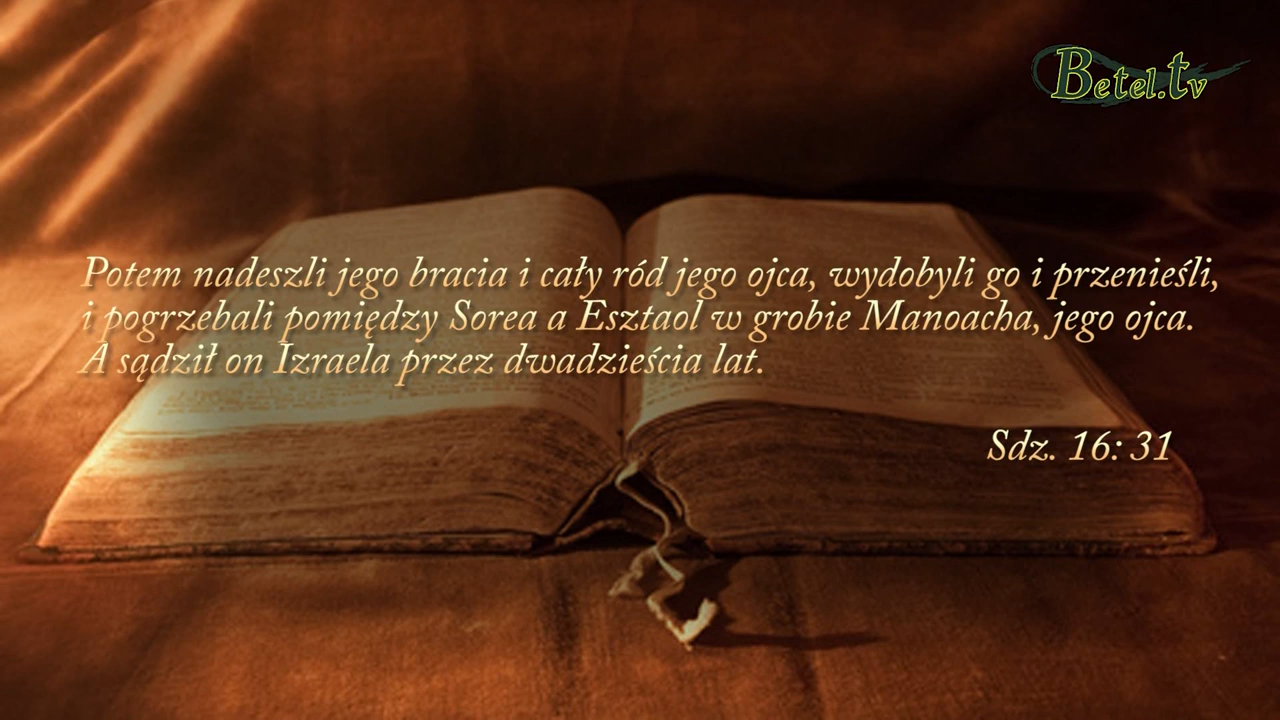 Betel.tv
Potem nadeszli jego bracia i cały ród jego ojca, wydobyli go i przenieśli,
i pogrzebali pomiędzy Sorea a Esztaol w grobie Manoacha, jego ojca.
A sądził on Izraela przez dwadzieścia lat.
Sdz. 16: 31